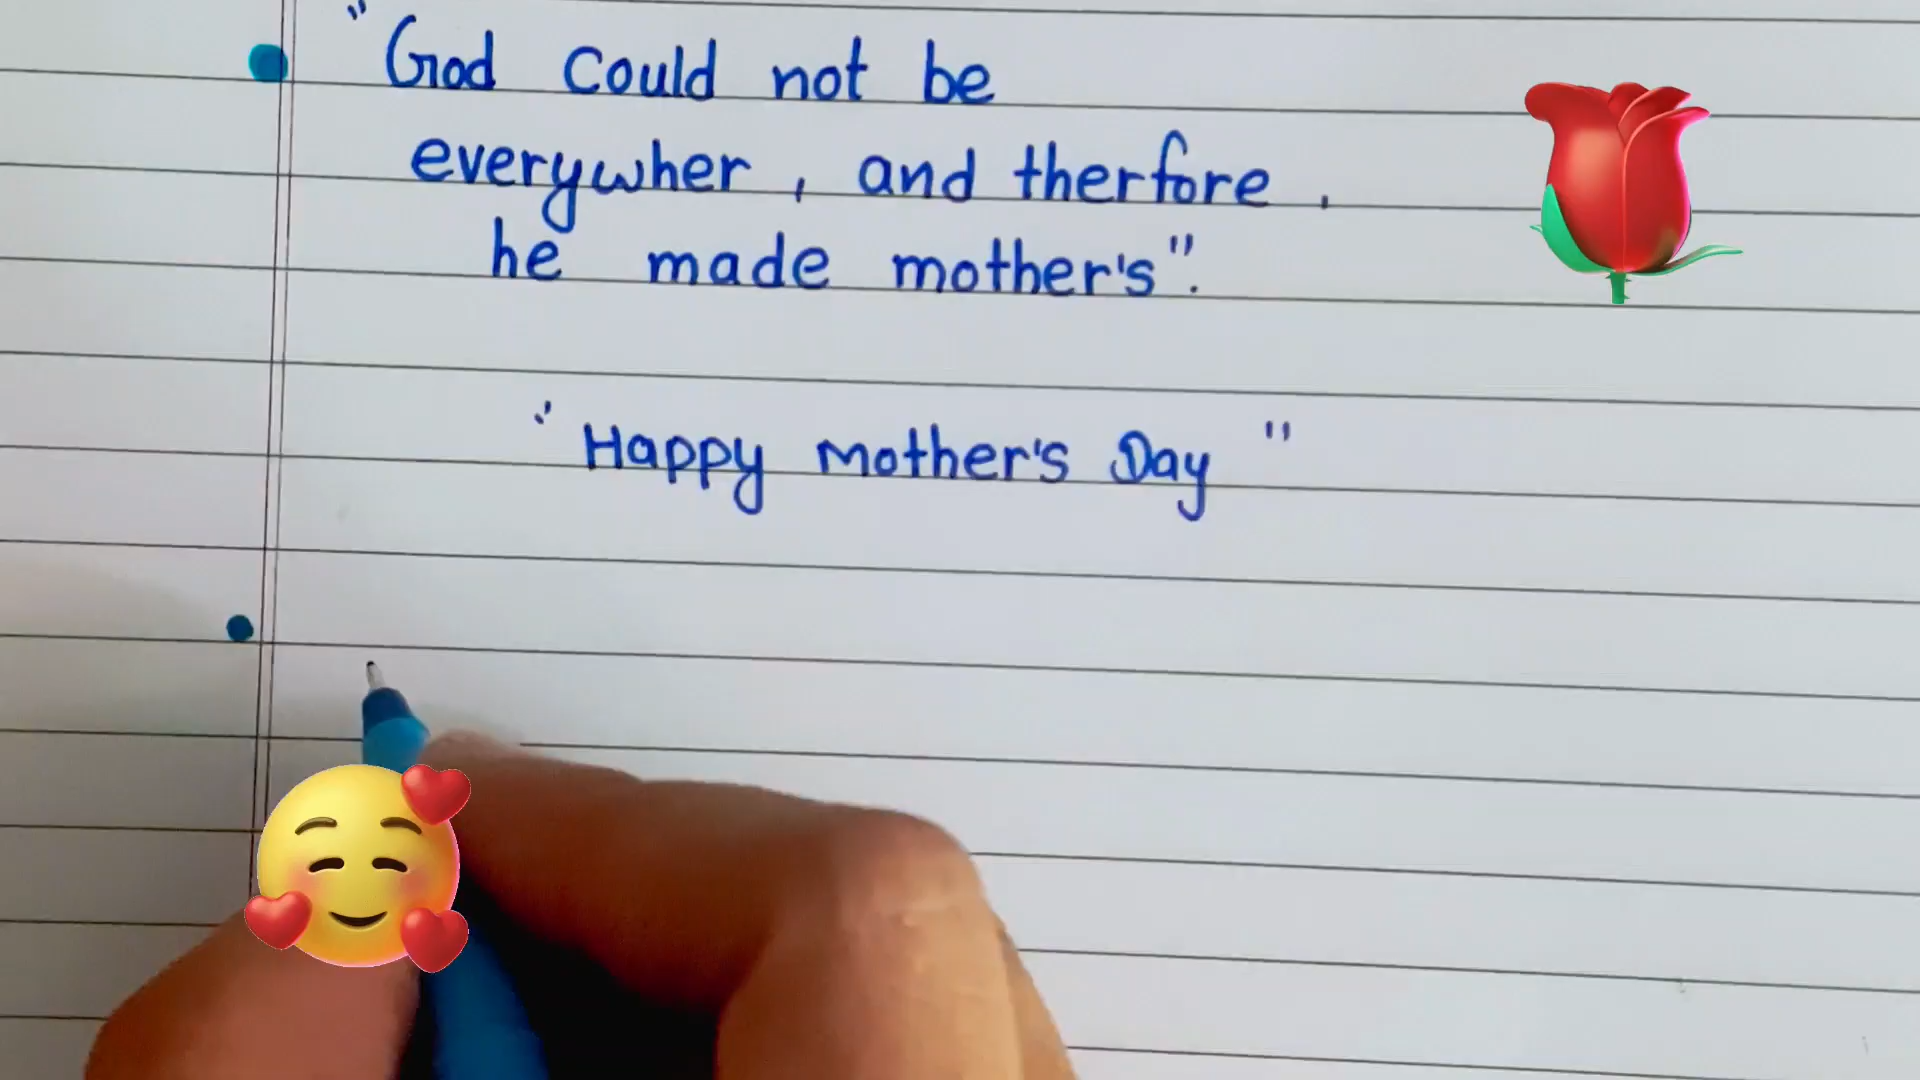 "God could not be
everywher, and therfore,
he made mother's".
"Happy Mother's Day"